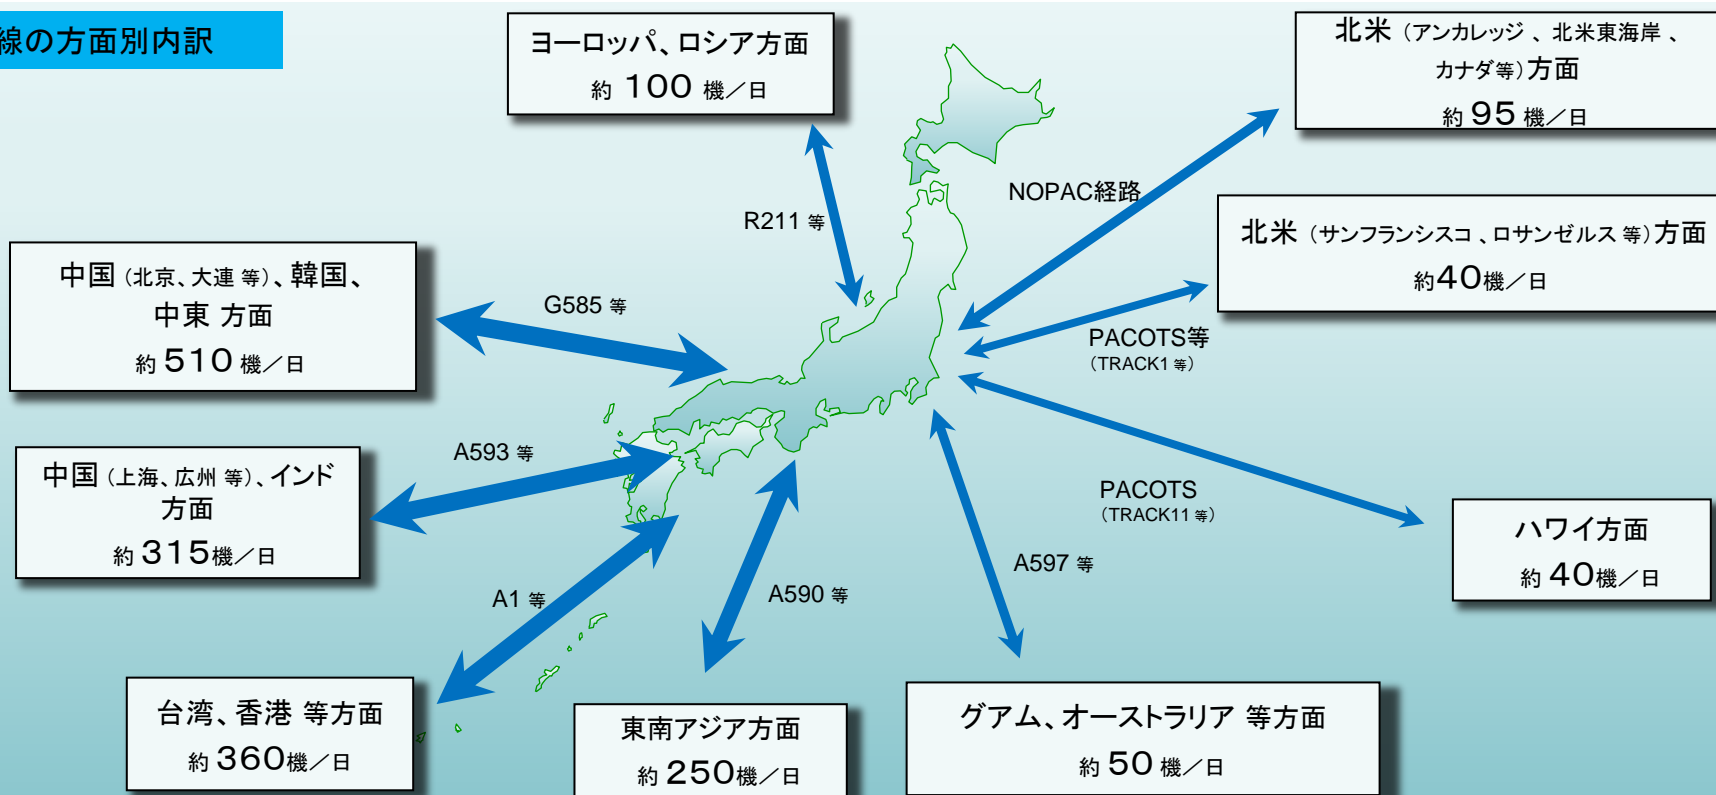 線の方面別内訳
ヨーロッパ、ロシア方面
約 100 機／日
北米 （アンカレッジ 、北米東海岸 、
カナダ等）方面
約 95 機／日
NOPAC経路
R211 等
北米 （サンフランシスコ 、ロサンゼルス 等）方面
約40機／日
中国 （北京、大連 等）、韓国、
中東 方面
約 510 機／日
G585 等
PACOTS等
（TRACK1 等）
中国 （上海、広州 等）、インド
方面
約 315機／日
A593 等
PACOTS
（TRACK11 等）
ハワイ方面
約 40機／日
A597 等
A1 等
A590 等
台湾、香港 等方面
約 360機／日
東南アジア方面
約 250機／日
グアム、オーストラリア 等方面
約 50 機／日